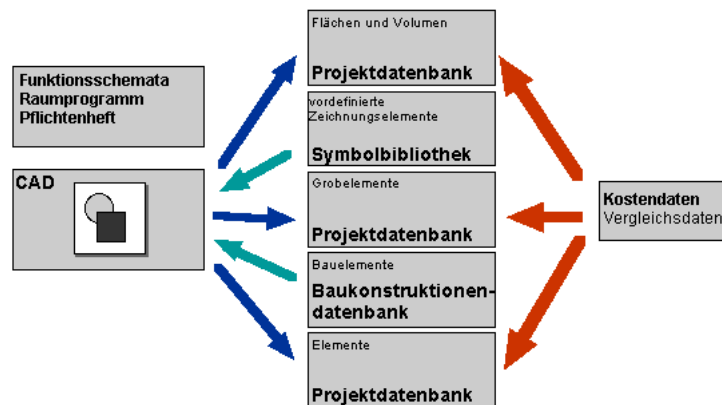 Funktionsschemata
Raumprogramm
Pflichtenheft
CAD
Flächen und Volumen
Projektdatenbank
vordefinierte
Zeichnungselemente
Symbolbibliothek
Grobelemente
Projektdatenbank
Bauelemente
Baukonstruktionen-
datenbank
Elemente
Projektdatenbank
Kostendaten
Vergleichsdaten